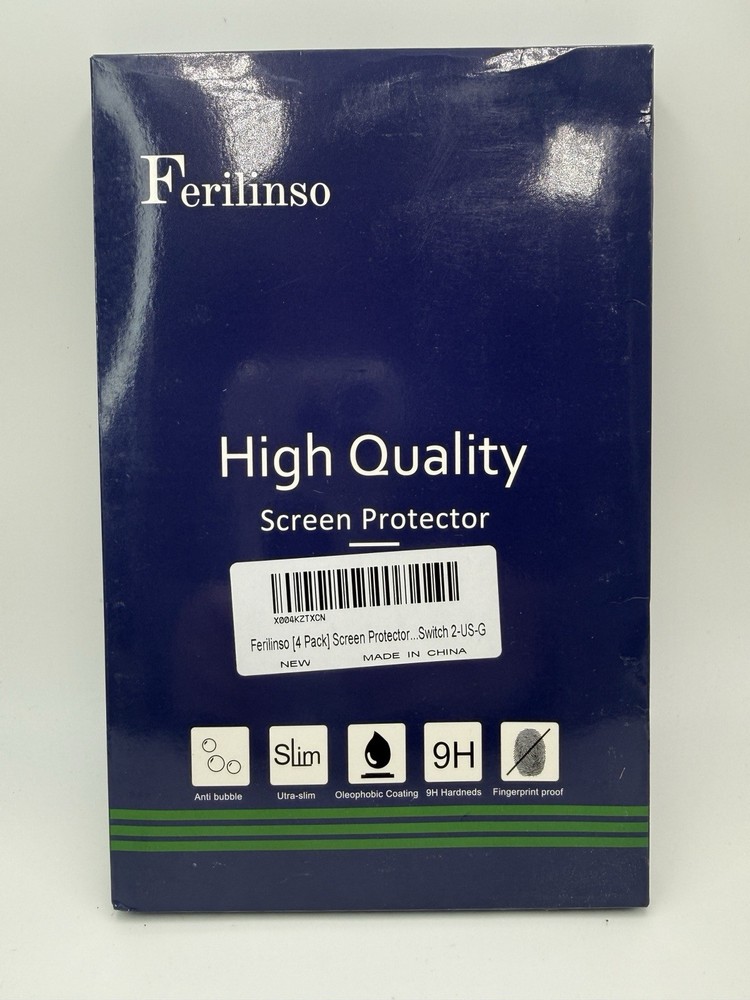 Ferilinso
High Quality
Screen Protector
X004KZTXCN
Ferilinso [4 Pack] Screen Protector...Switch 2-US-G
NEW MADE IN CHINA
Slim 9H
Anti bubble Utra-slim Oleophobic Coating 9H Hardneds Fingerprint proof